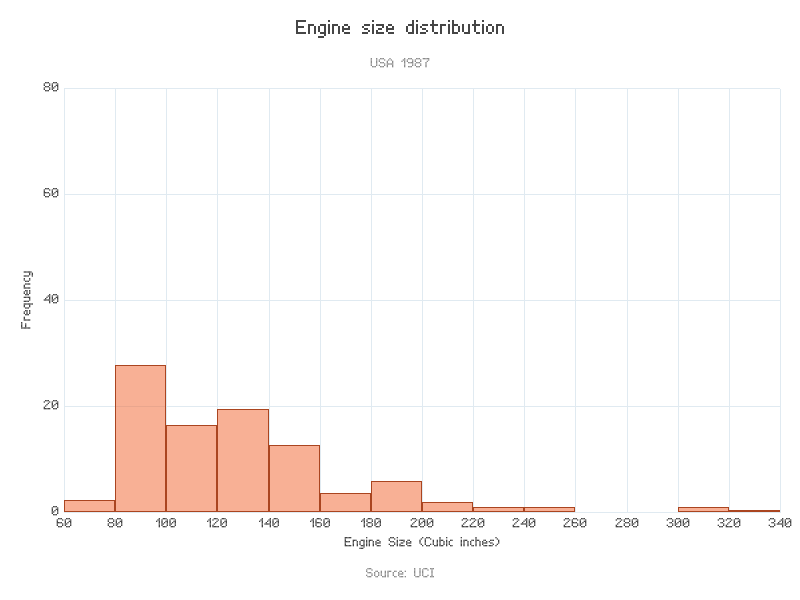 Engine size distribution
USA 1987
80
60
40
20
0
Frequency
60 80 100 120 140 160 180 200 220 240 260 280 300 320 340
Engine Size (Cubic inches)
Source: UCI